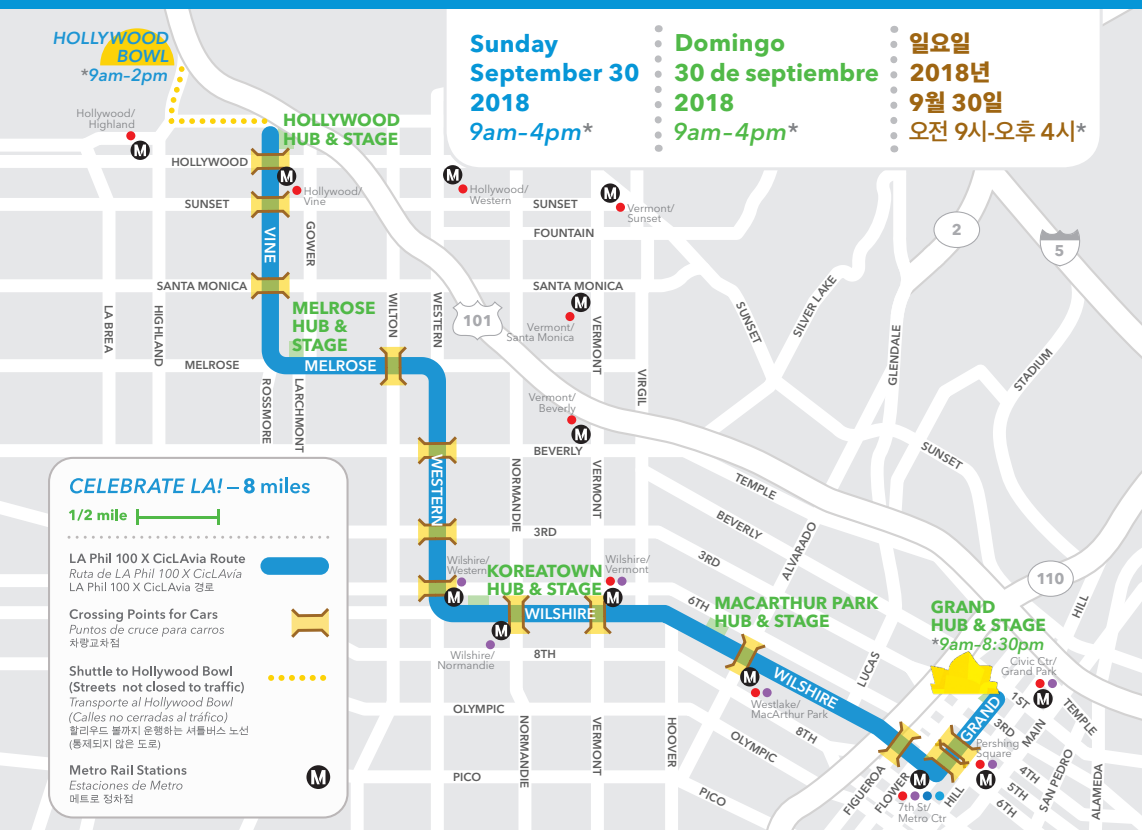 HOLLYWOOD
BOWL
*9am–2pm
Sunday
September 30
2018
9am–4pm*
Domingo
30 de septiembre
2018
9am–4pm*
일요일
2018년
9월 30일
오전 9시-오후 4시*
Hollywood/
Highland
M
HOLLYWOOD
HUB & STAGE
HOLLYWOOD
M
Hollywood/
Vine
M
Hollywood/
Western
M
Vermont/
Sunset
SUNSET
SUNSET
FOUNTAIN
VINE
GOWER
2
5
SANTA MONICA
SANTA MONICA
M
Vermont/
Santa Monica
LA BREA
HIGHLAND
MELROSE
HUB &
STAGE
WILTON
WESTERN
101
VERMONT
SUNSET
SILVER LAKE
GLENDALE
STADIUM
MELROSE
MELROSE
ROSSMORE
LARCHMONT
VIRGIL
Vermont/
Beverly
M
BEVERLY
SUNSET
WESTERN
NORMANDIE
VERMONT
TEMPLE
BEVERLY
3RD
3RD
ALVARADO
6TH
110
HILL
Wilshire/
Western
M
KOREATOWN
HUB & STAGE
Wilshire/
Vermont
M
WILSHIRE
M
Wilshire/
Normandie
8TH
MACARTHUR PARK
HUB & STAGE
M
Westlake/
MacArthur Park
WILSHIRE
LUCAS
GRAND
HUB & STAGE
*9am–8:30pm
Civic Ctr/
Grand Park
M
OLYMPIC
8TH
OLYMPIC
NORMANDIE
VERMONT
HOOVER
PICO
PICO
GRAND
1ST
3RD
MAIN
TEMPLE
Pershing
Square
M
4TH
5TH
6TH
SAN PEDRO
ALAMEDA
FIGUEROA
FLOWER
HILL
M
7th St/
Metro Ctr
CELEBRATE LA! – 8 miles
1/2 mile
LA Phil 100 X CicLAvia Route
Ruta de LA Phil 100 X CicLAvía
LA Phil 100 X CicLAvia 경로
Crossing Points for Cars
Puntos de cruce para carros
차량교차점
Shuttle to Hollywood Bowl
(Streets not closed to traffic)
Transporte al Hollywood Bowl
(Calles no cerradas al tráfico)
할리우드 볼까지 운행하는 셔틀버스 노선
(통제되지 않은 도로)
Metro Rail Stations
Estaciones de Metro
메트로 정차점
M